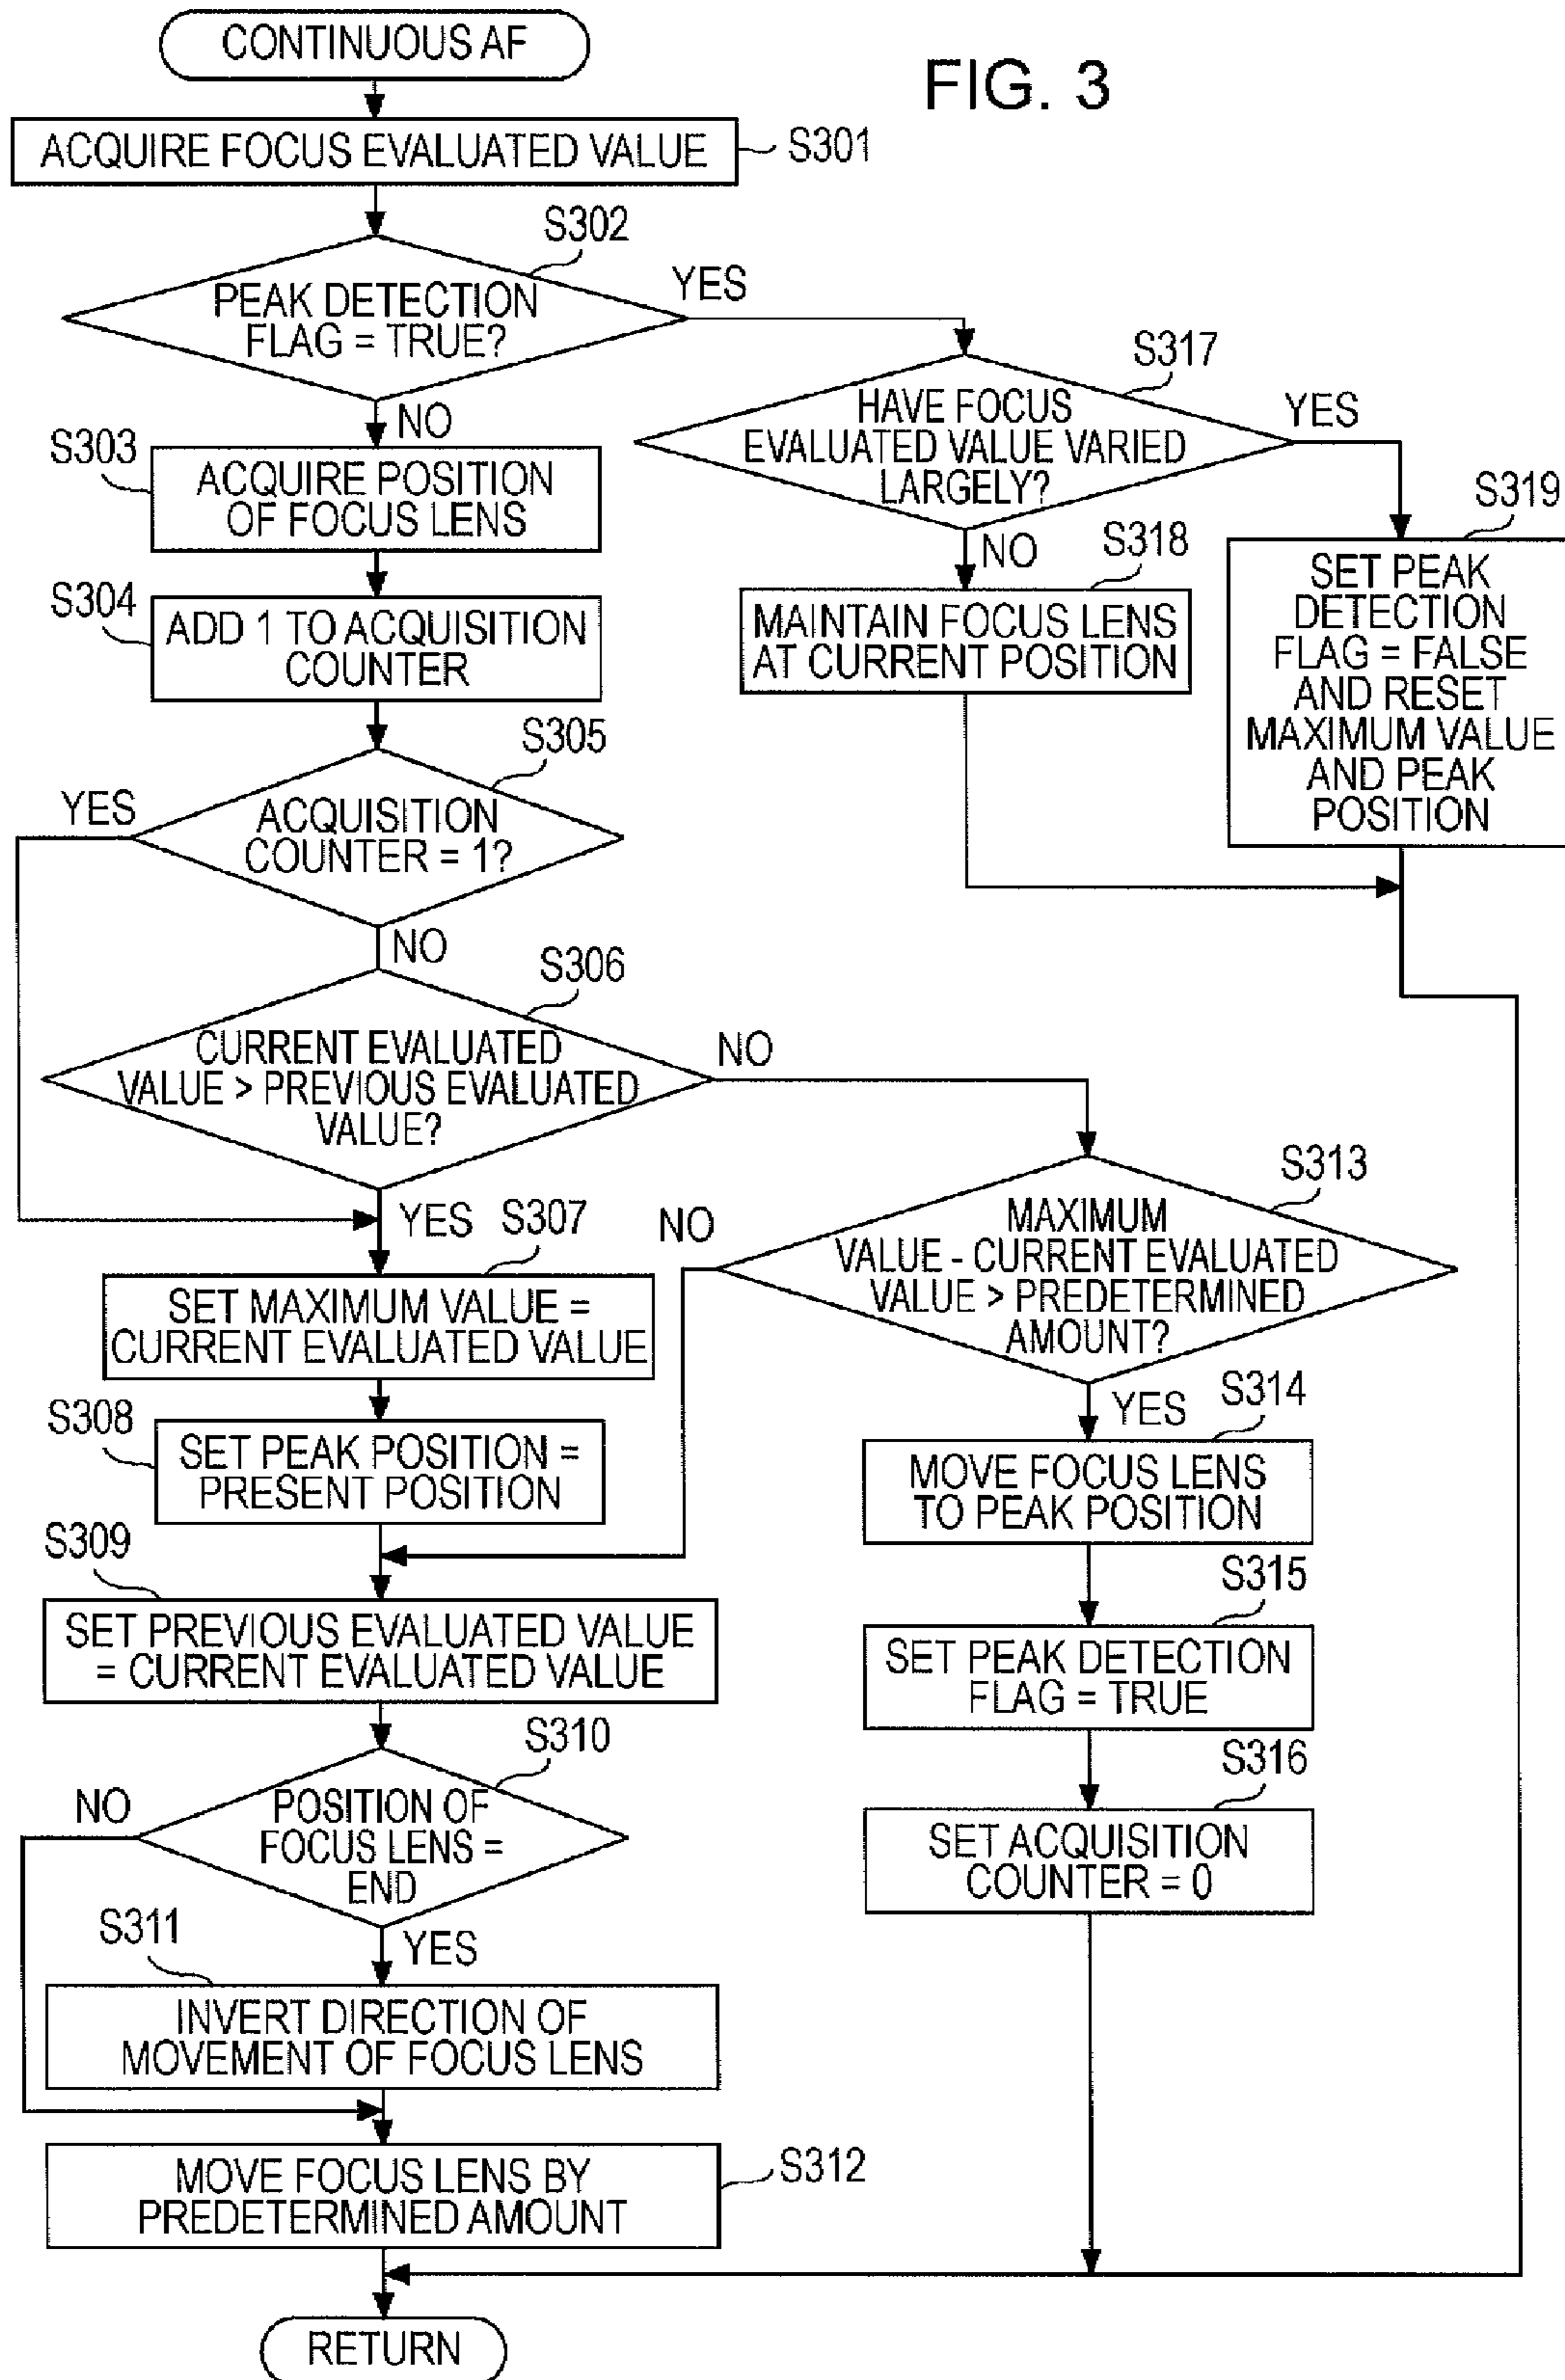 CONTINUOUS AF
FIG. 3
ACQUIRE FOCUS EVALUATED VALUE
S301
S302
PEAK DETECTION
FLAG = TRUE?
YES
NO
S303
ACQUIRE POSITION
OF FOCUS LENS
S304
ADD 1 TO ACQUISITION
COUNTER
S305
YES
ACQUISITION
COUNTER = 1?
NO
S306
CURRENT EVALUATED
VALUE > PREVIOUS EVALUATED
VALUE?
NO
YES
S307
SET MAXIMUM VALUE =
CURRENT EVALUATED VALUE
S308
SET PEAK POSITION =
PRESENT POSITION
S309
SET PREVIOUS EVALUATED VALUE
= CURRENT EVALUATED VALUE
S310
NO
POSITION OF
FOCUS LENS =
END
YES
S311
INVERT DIRECTION OF
MOVEMENT OF FOCUS LENS
MOVE FOCUS LENS BY
PREDETERMINED AMOUNT
S312
RETURN
S313
NO
MAXIMUM
VALUE - CURRENT EVALUATED
VALUE > PREDETERMINED
AMOUNT?
YES
S314
MOVE FOCUS LENS
TO PEAK POSITION
S315
SET PEAK DETECTION
FLAG = TRUE
S316
SET ACQUISITION
COUNTER = 0
S317
HAVE FOCUS
EVALUATED VALUE VARIED
LARGELY?
YES
NO
S318
MAINTAIN FOCUS LENS
AT CURRENT POSITION
S319
SET PEAK
DETECTION
FLAG = FALSE
AND RESET
MAXIMUM VALUE
AND PEAK
POSITION